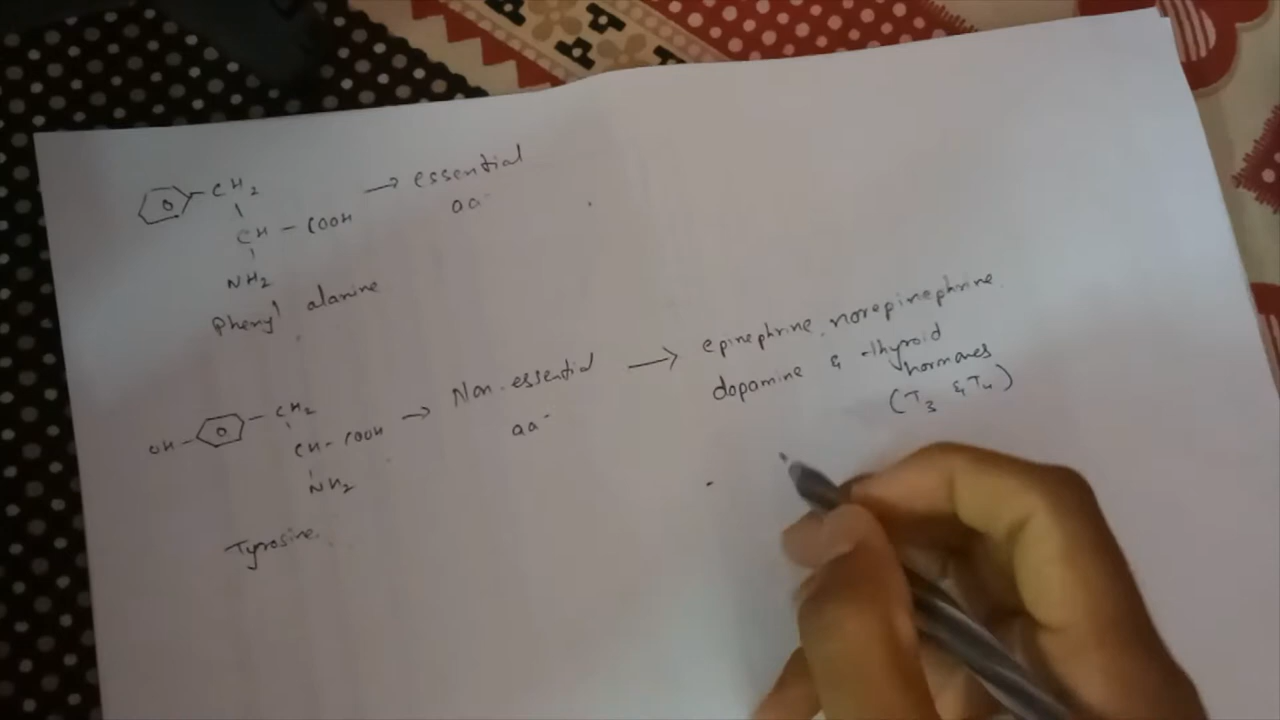 CH2 → essential
CH - COOH aa-
NH2
Phenyl alanine
epinephrine, norepinephrine
OH CH2 → Non-essential → dopamine & thyroid
CH - COOH aa- hormones
NH2 (T3 & T4)
Tyrosine.